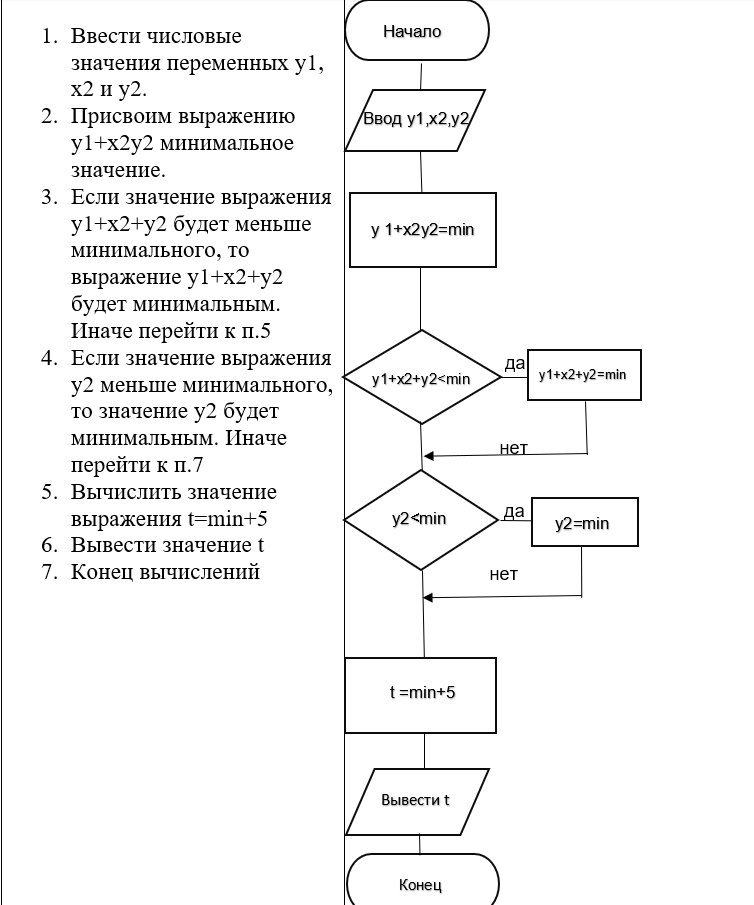 1. Ввести числовые
значения переменных y1,
x2 и y2.
2. Присвоим выражению
y1+x2y2 минимальное
значение.
3. Если значение выражения
y1+x2+y2 будет меньше
минимального, то
выражение y1+x2+y2
будет минимальным.
Иначе перейти к п.5
4. Если значение выражения
y2 меньше минимального,
то значение y2 будет
минимальным. Иначе
перейти к п.7
5. Вычислить значение
выражения t=min+5
6. Вывести значение t
7. Конец вычислений
Начало
Ввод y1,x2,y2
y 1+x2y2=min
y1+x2+y2<min
да
y1+x2+y2=min
нет
y2<min
да
y2=min
нет
t =min+5
Вывести t
Конец